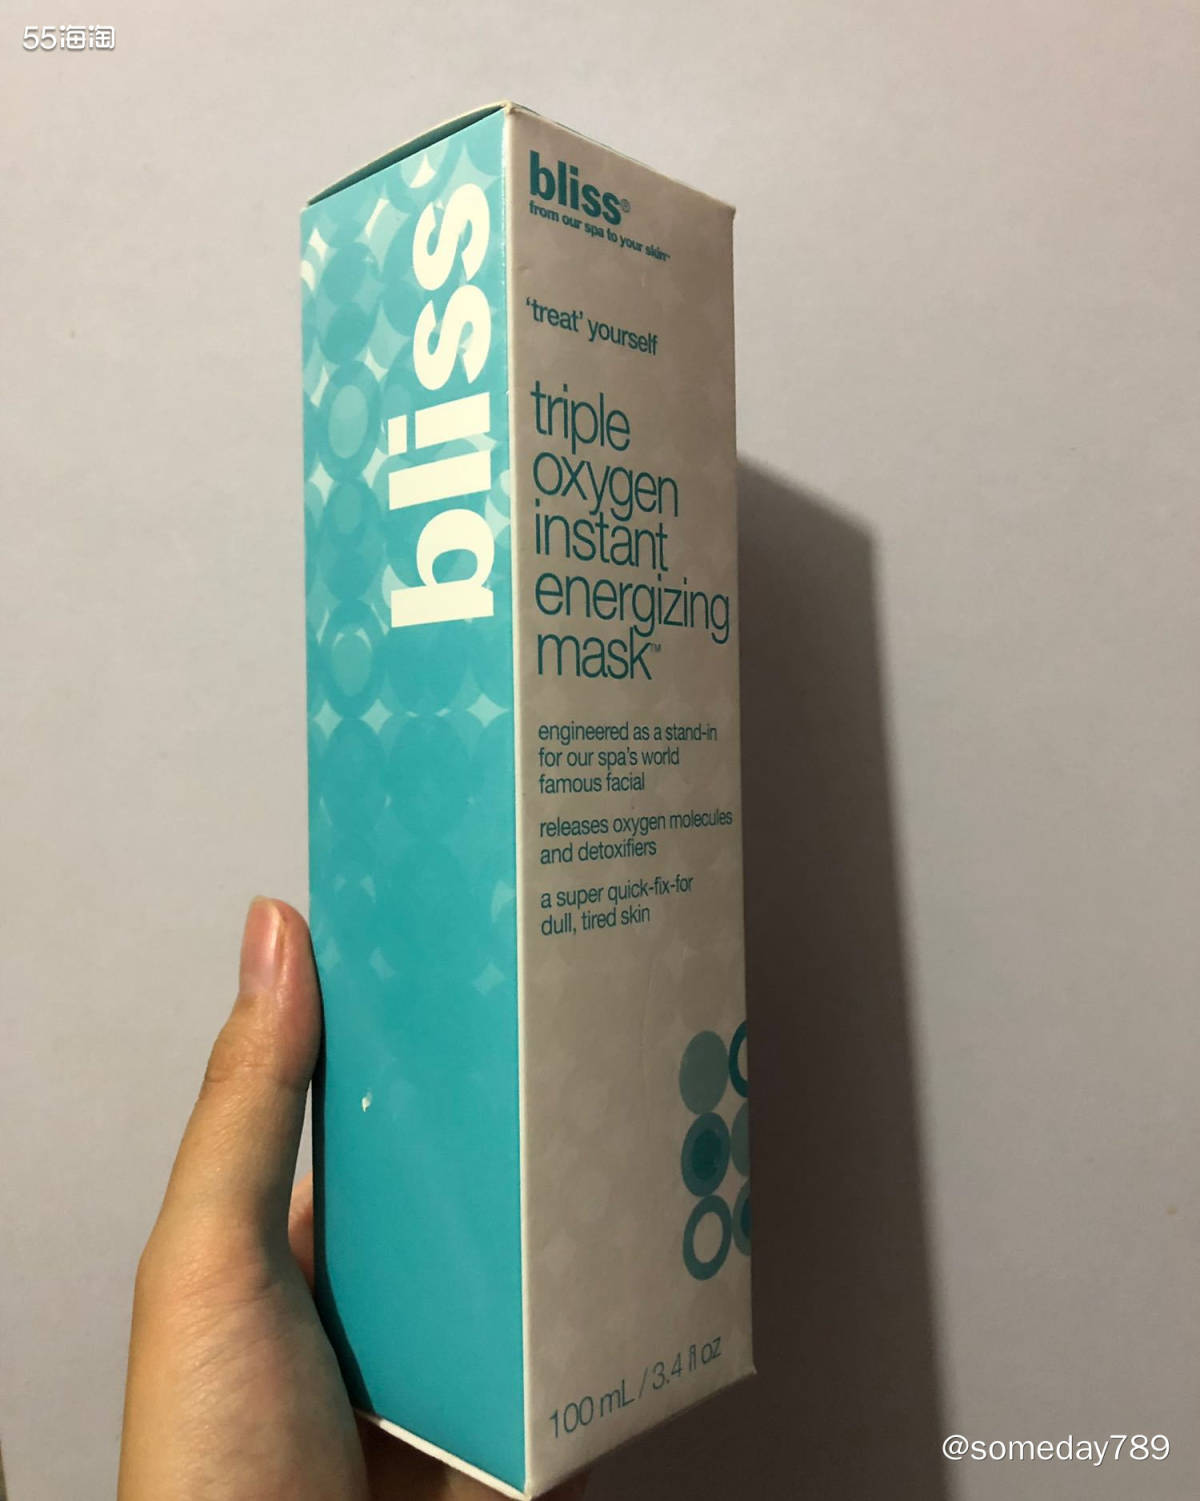 55海淘
bliss
bliss®
from our spa to your skin™
'treat' yourself
triple
oxygen
instant
energizing
mask™
engineered as a stand-in
for our spa's world
famous facial
releases oxygen molecules
and detoxifiers
a super quick-fix-for
dull, tired skin
100 mL / 3.4 fl oz
@someday789